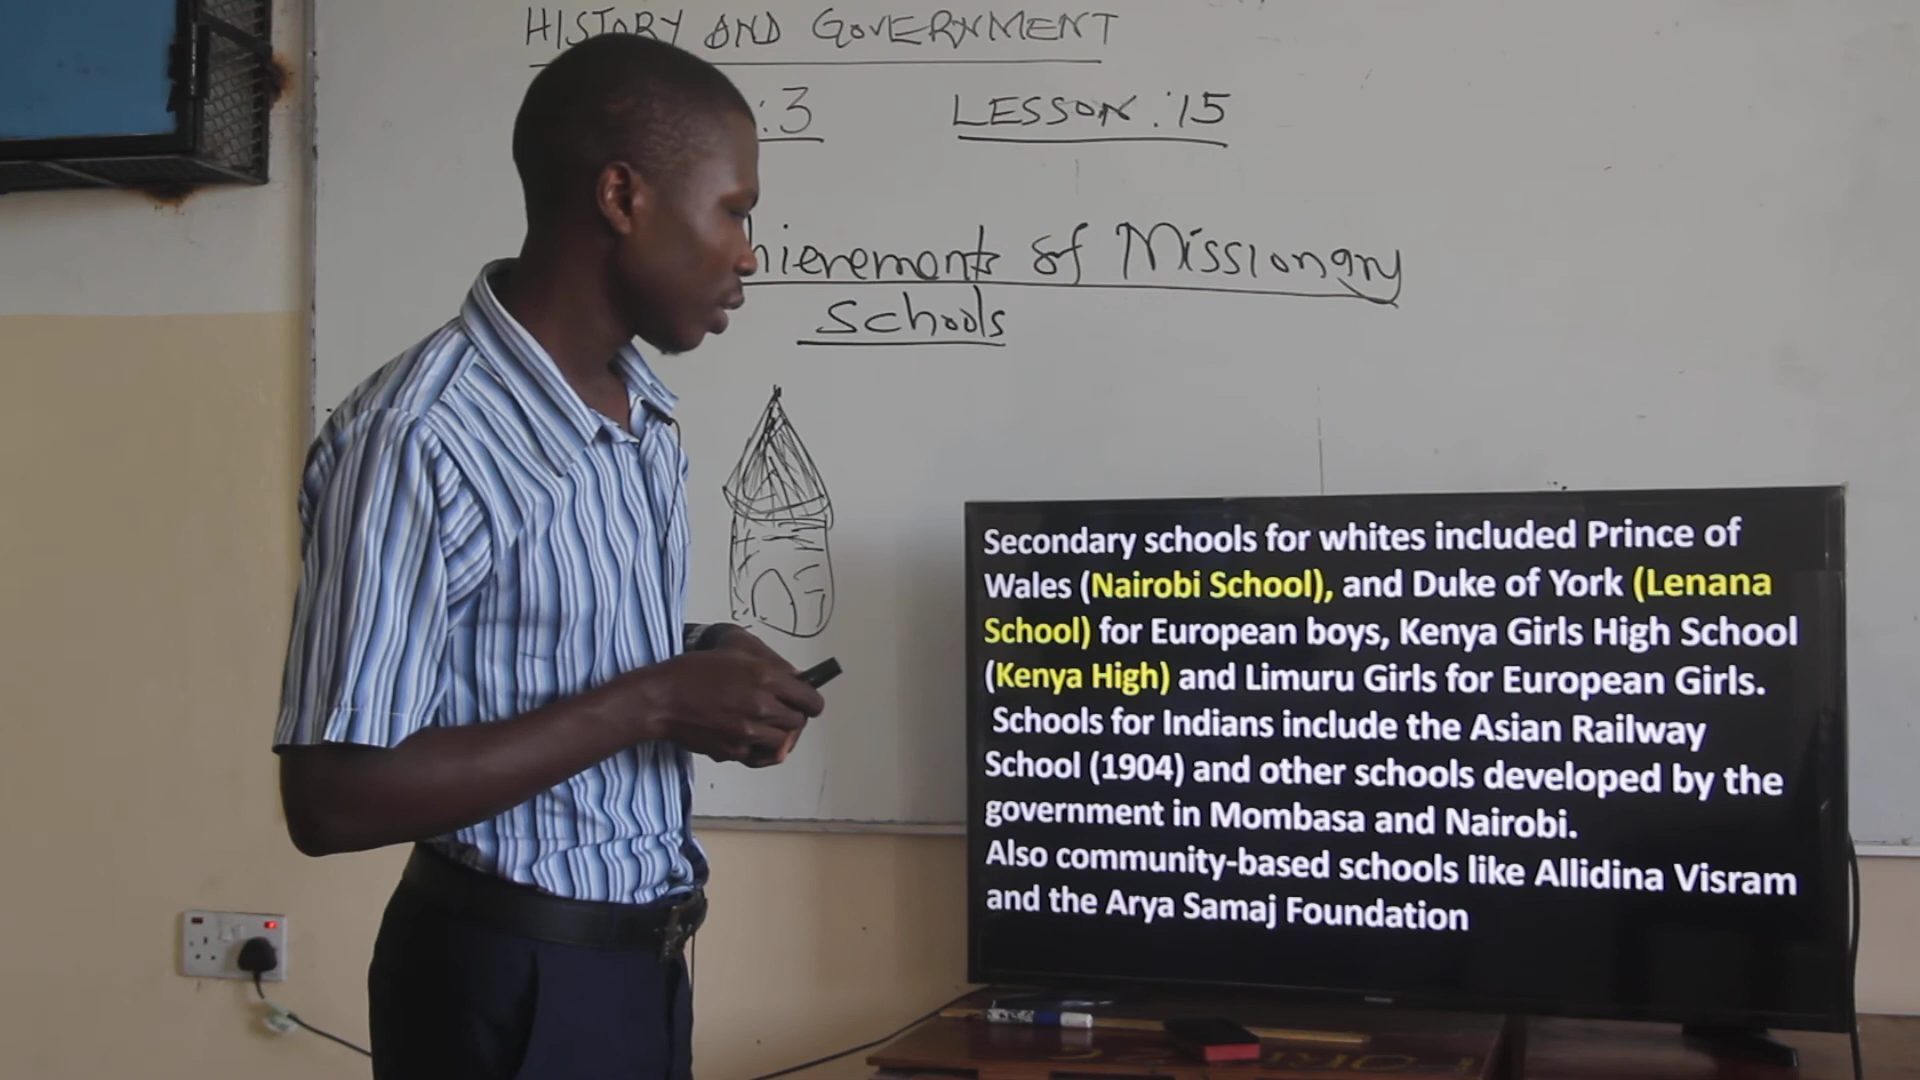 HISTORY AND GOVERNMENT
:3 LESSON : 15
hievements of Missionary
Schools
Secondary schools for whites included Prince of
Wales (Nairobi School), and Duke of York (Lenana
School) for European boys, Kenya Girls High School
(Kenya High) and Limuru Girls for European Girls.
Schools for Indians include the Asian Railway
School (1904) and other schools developed by the
government in Mombasa and Nairobi.
Also community-based schools like Allidina Visram
and the Arya Samaj Foundation